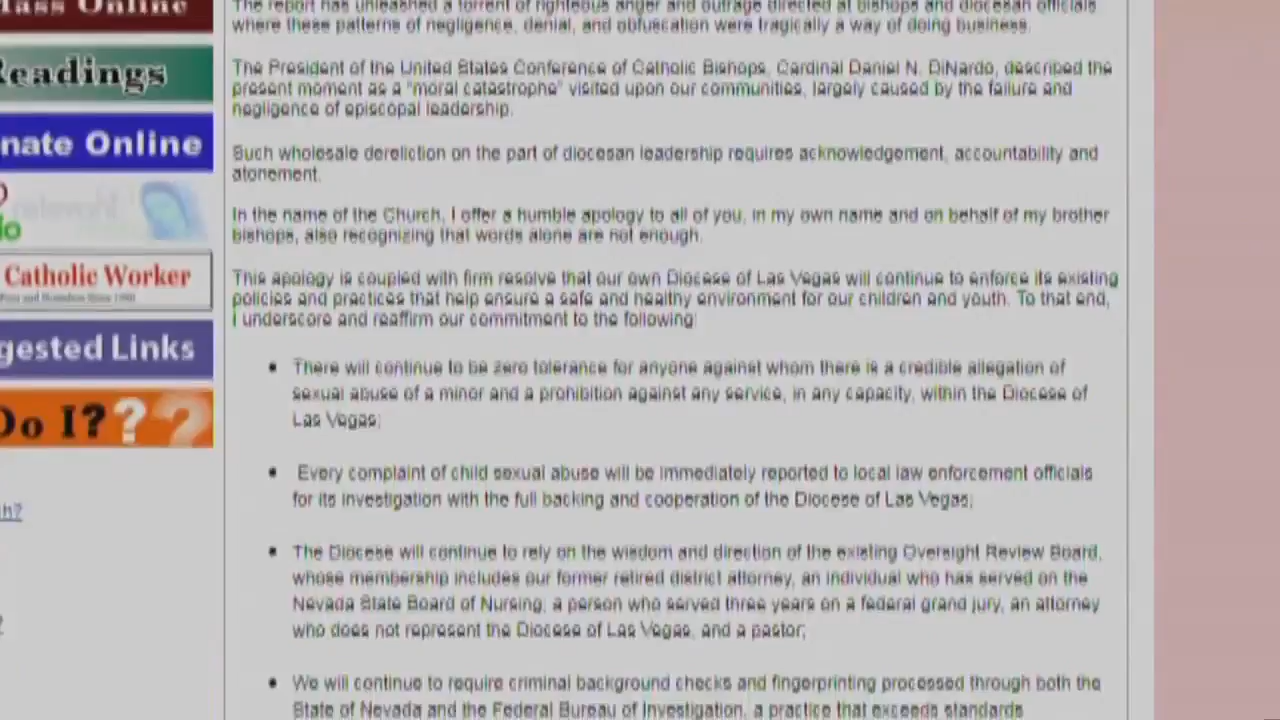 Mass Online
The report has unleashed a torrent of righteous anger and outrage directed at bishops and diocesan officials
where these patterns of negligence, denial, and obfuscation were tragically a way of doing business.
Readings
The President of the United States Conference of Catholic Bishops, Cardinal Daniel N. DiNardo, described the
present moment as a "moral catastrophe" visited upon our communities, largely caused by the failure and
negligence of episcopal leadership.
nate Online
Such wholesale dereliction on the part of diocesan leadership requires acknowledgement, accountability and
atonement.
In the name of the Church, I offer a humble apology to all of you, in my own name and on behalf of my brother
bishops, also recognizing that words alone are not enough.
Catholic Worker
This apology is coupled with firm resolve that our own Diocese of Las Vegas will continue to enforce its existing
policies and practices that help ensure a safe and healthy environment for our children and youth. To that end,
I underscore and reaffirm our commitment to the following:
gested Links
• There will continue to be zero tolerance for anyone against whom there is a credible allegation of
sexual abuse of a minor and a prohibition against any service, in any capacity, within the Diocese of
Las Vegas;
Do I???
• Every complaint of child sexual abuse will be immediately reported to local law enforcement officials
for its investigation with the full backing and cooperation of the Diocese of Las Vegas;
h?
• The Diocese will continue to rely on the wisdom and direction of the existing Oversight Review Board,
whose membership includes our former retired district attorney, an individual who has served on the
Nevada State Board of Nursing, a person who served three years on a federal grand jury, an attorney
who does not represent the Diocese of Las Vegas, and a pastor;
?
• We will continue to require criminal background checks and fingerprinting processed through both the
State of Nevada and the Federal Bureau of Investigation, a practice that exceeds standards